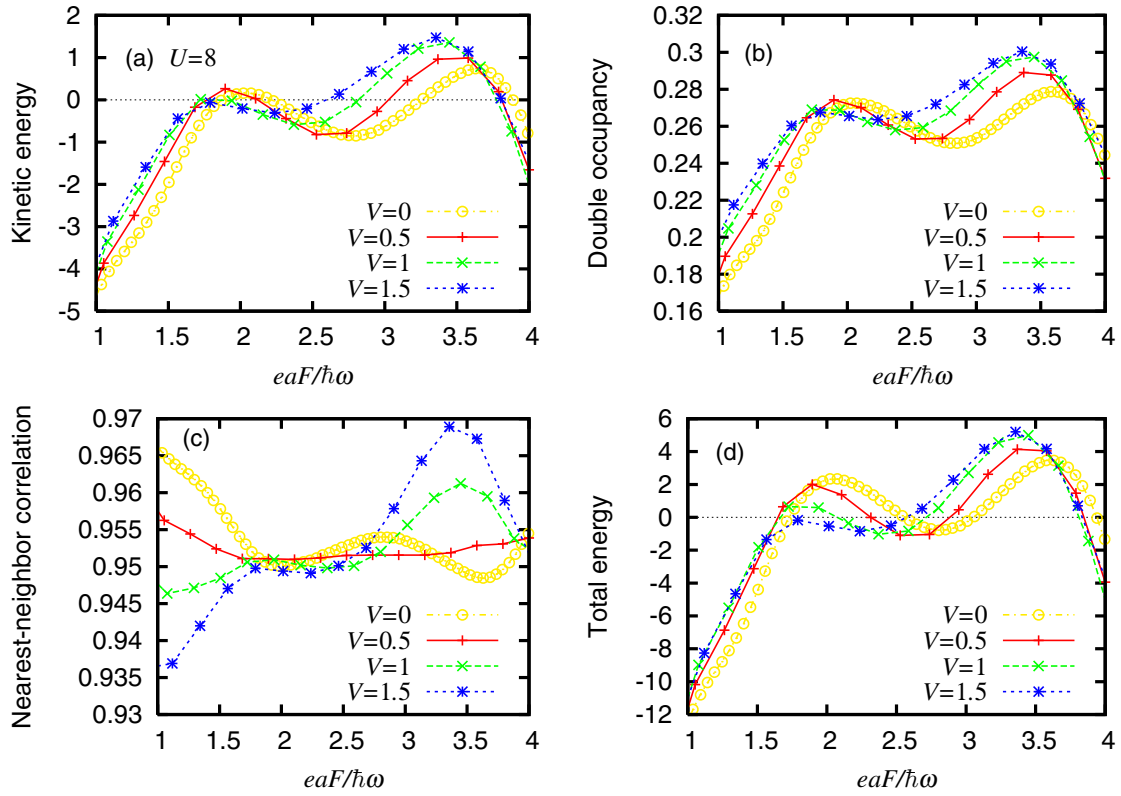 (a) U=8
Kinetic energy
2
1
0
-1
-2
-3
-4
-5
V=0
V=0.5
V=1
V=1.5
1 1.5 2 2.5 3 3.5 4
eaF/ħω
(b)
Double occupancy
0.32
0.3
0.28
0.26
0.24
0.22
0.2
0.18
0.16
V=0
V=0.5
V=1
V=1.5
1 1.5 2 2.5 3 3.5 4
eaF/ħω
(c)
Nearest-neighbor correlation
0.97
0.965
0.96
0.955
0.95
0.945
0.94
0.935
0.93
V=0
V=0.5
V=1
V=1.5
1 1.5 2 2.5 3 3.5 4
eaF/ħω
(d)
Total energy
6
4
2
0
-2
-4
-6
-8
-10
-12
V=0
V=0.5
V=1
V=1.5
1 1.5 2 2.5 3 3.5 4
eaF/ħω